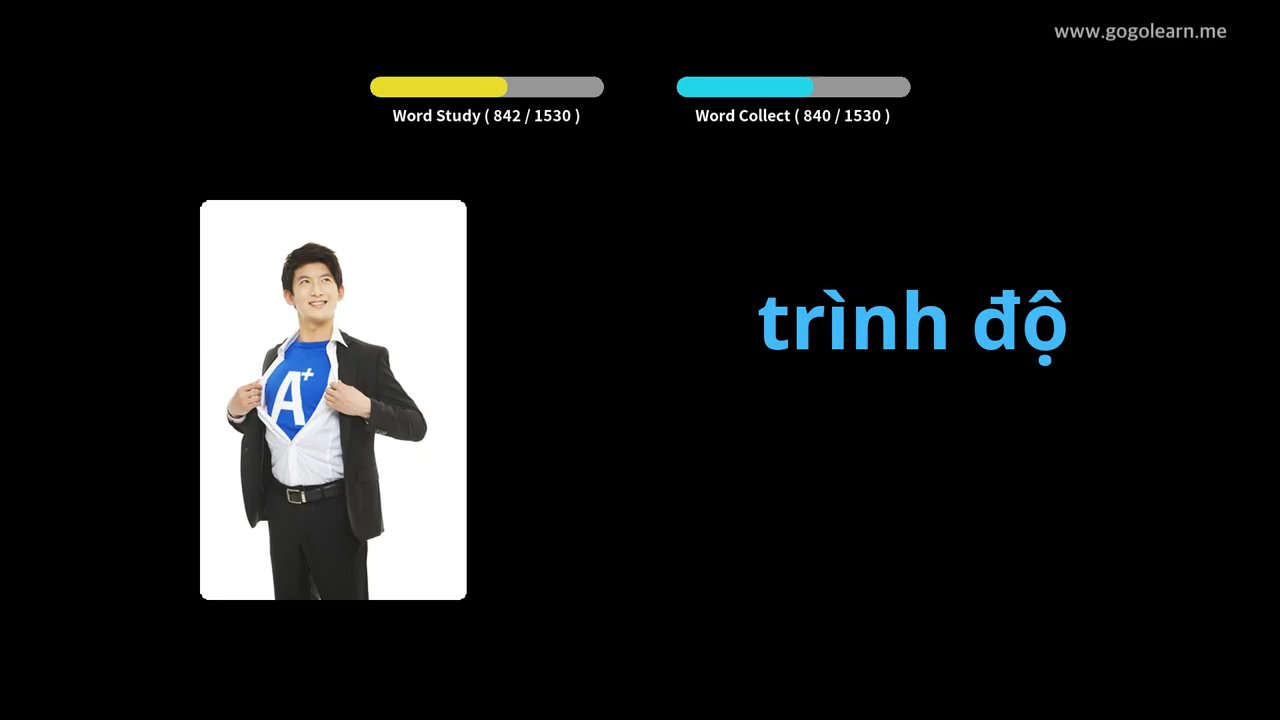 www.gogolearn.me
Word Study ( 842 / 1530 )
Word Collect ( 840 / 1530 )
A+
trình độ